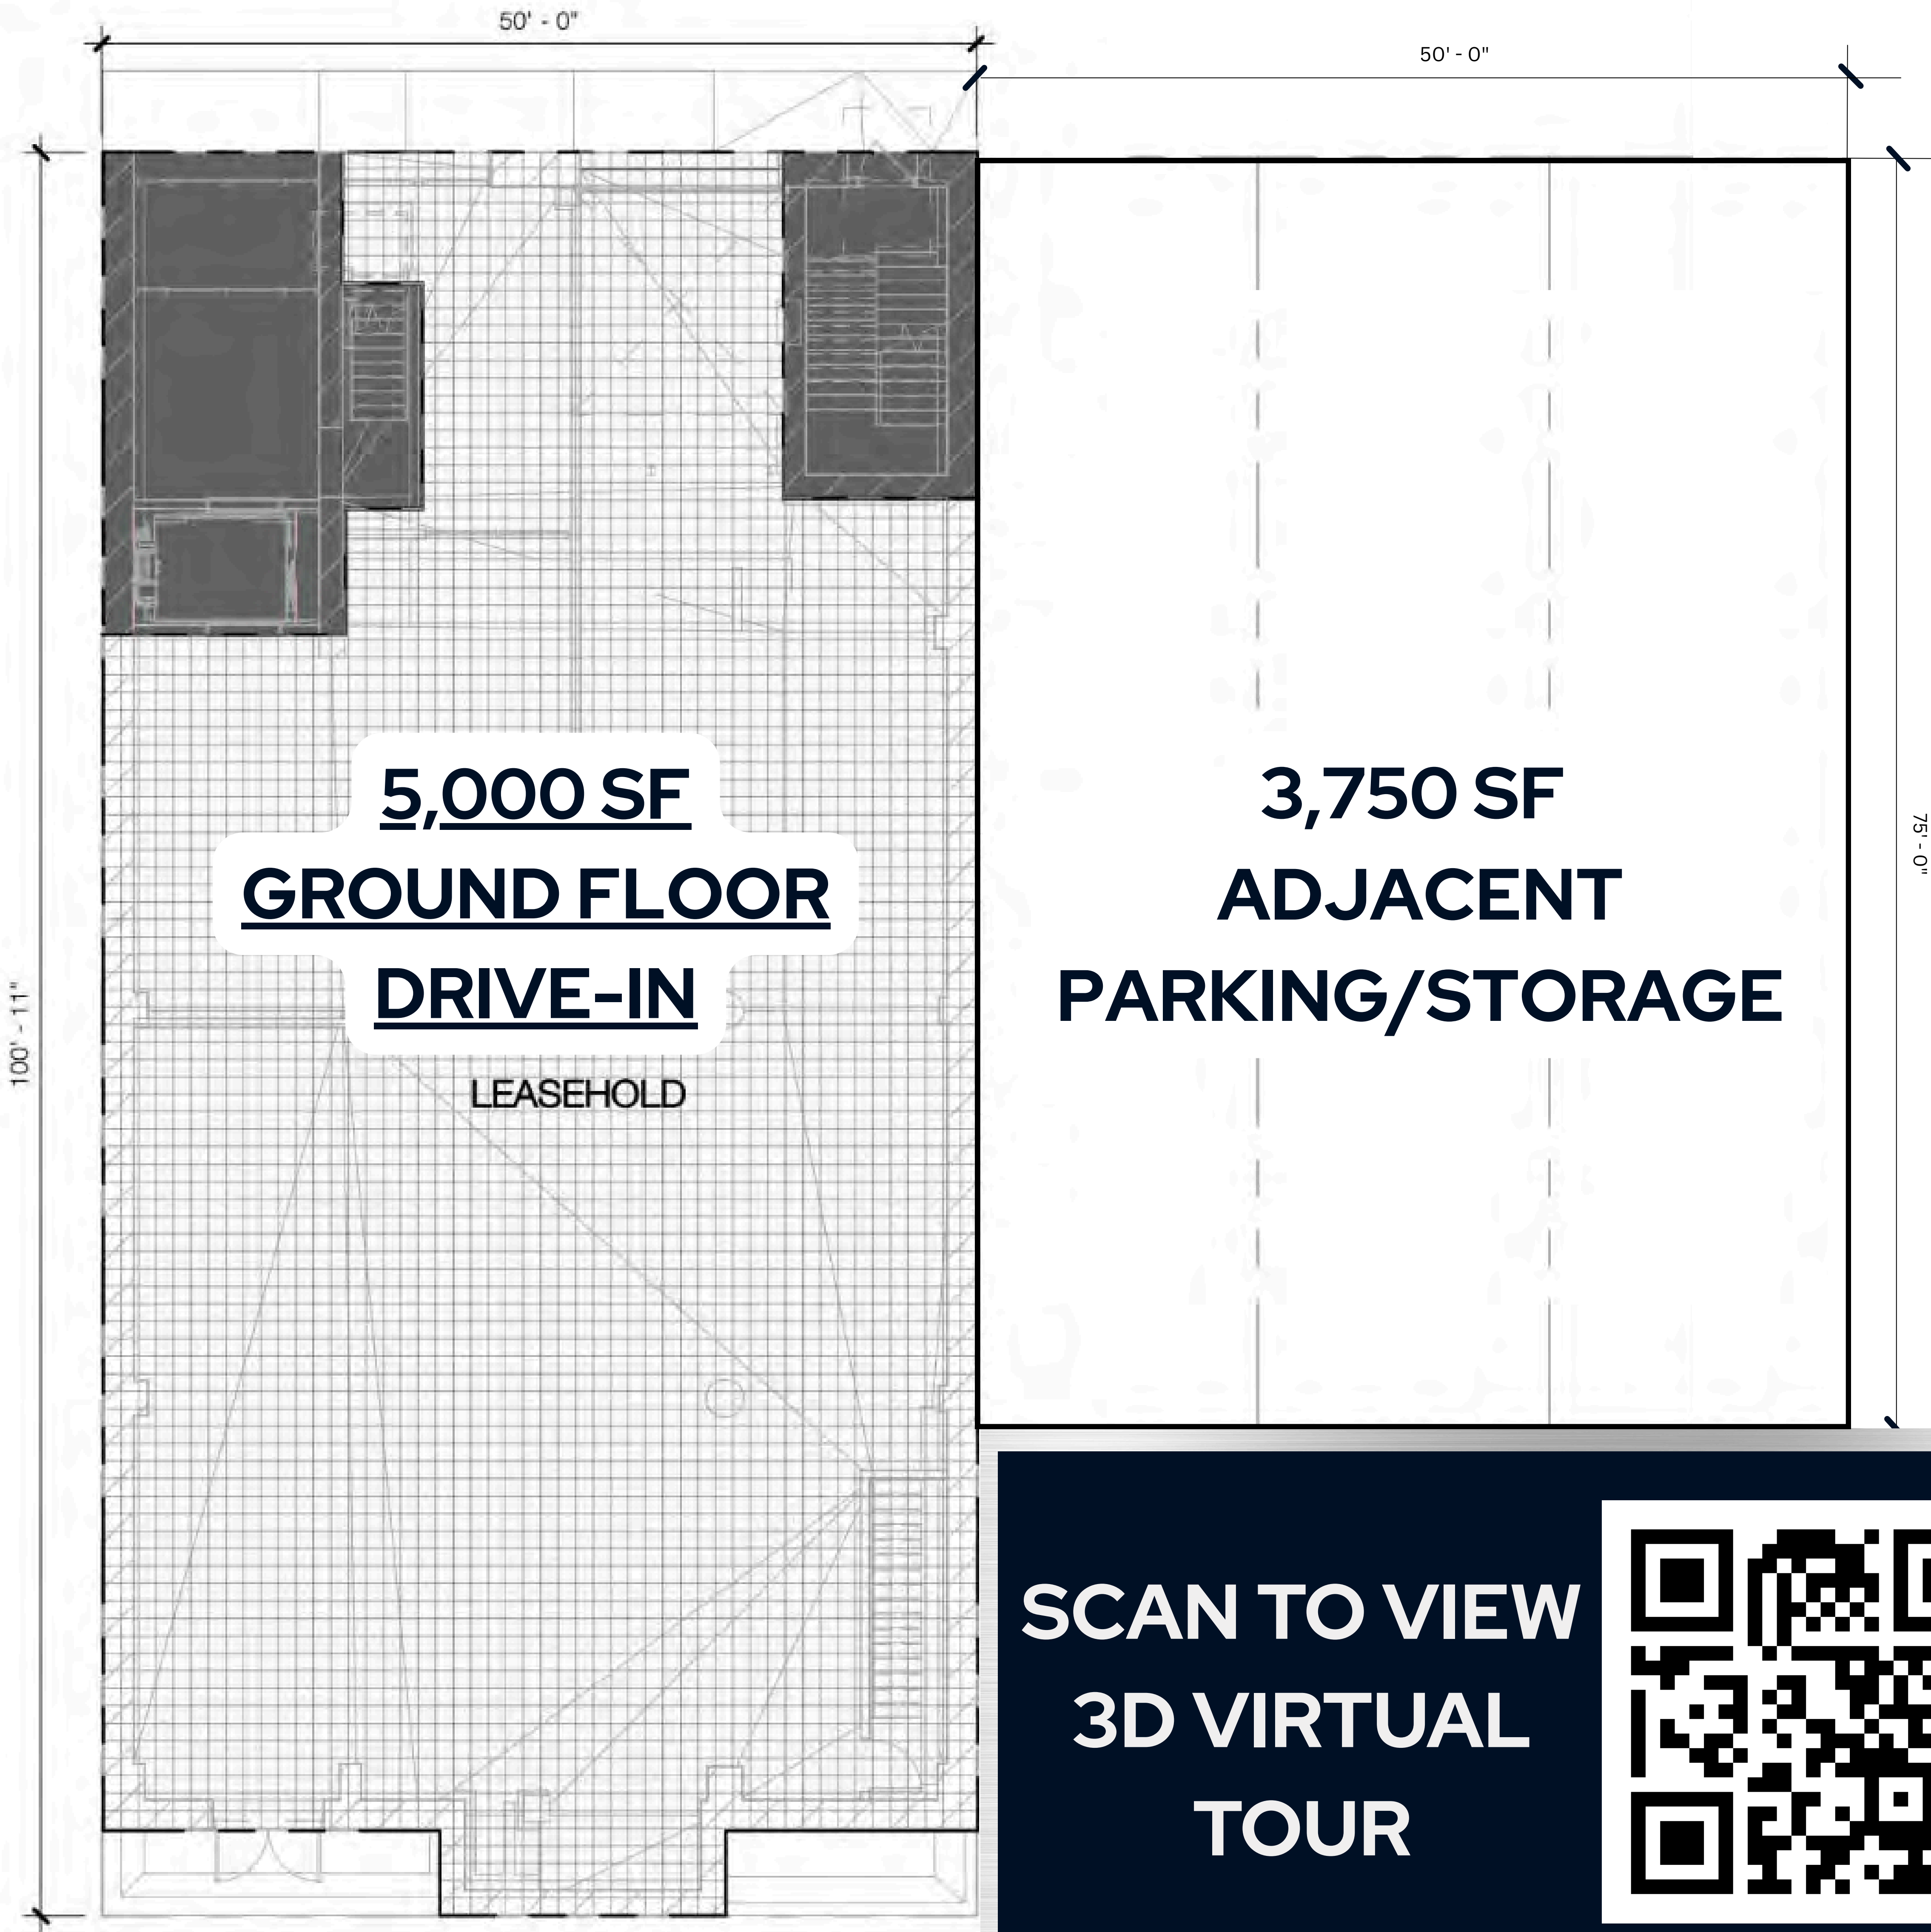 50' - 0"
50' - 0"
100' - 11"
75' - 0"
5,000 SF
GROUND FLOOR
DRIVE-IN
LEASEHOLD
3,750 SF
ADJACENT
PARKING/STORAGE
SCAN TO VIEW
3D VIRTUAL
TOUR